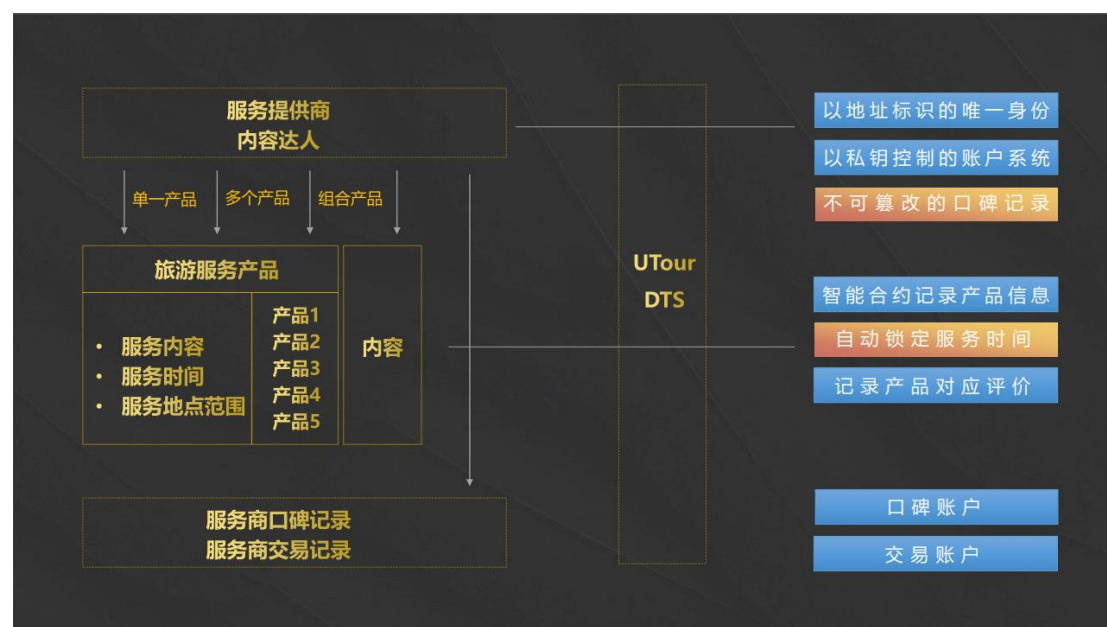 服务提供商
内容达人
单一产品
多个产品
组合产品
旅游服务产品
• 服务内容
• 服务时间
• 服务地点范围
产品1
产品2
产品3
产品4
产品5
内容
服务商口碑记录
服务商交易记录
UTour
DTS
以地址标识的唯一身份
以私钥控制的账户系统
不可篡改的口碑记录
智能合约记录产品信息
自动锁定服务时间
记录产品对应评价
口碑账户
交易账户